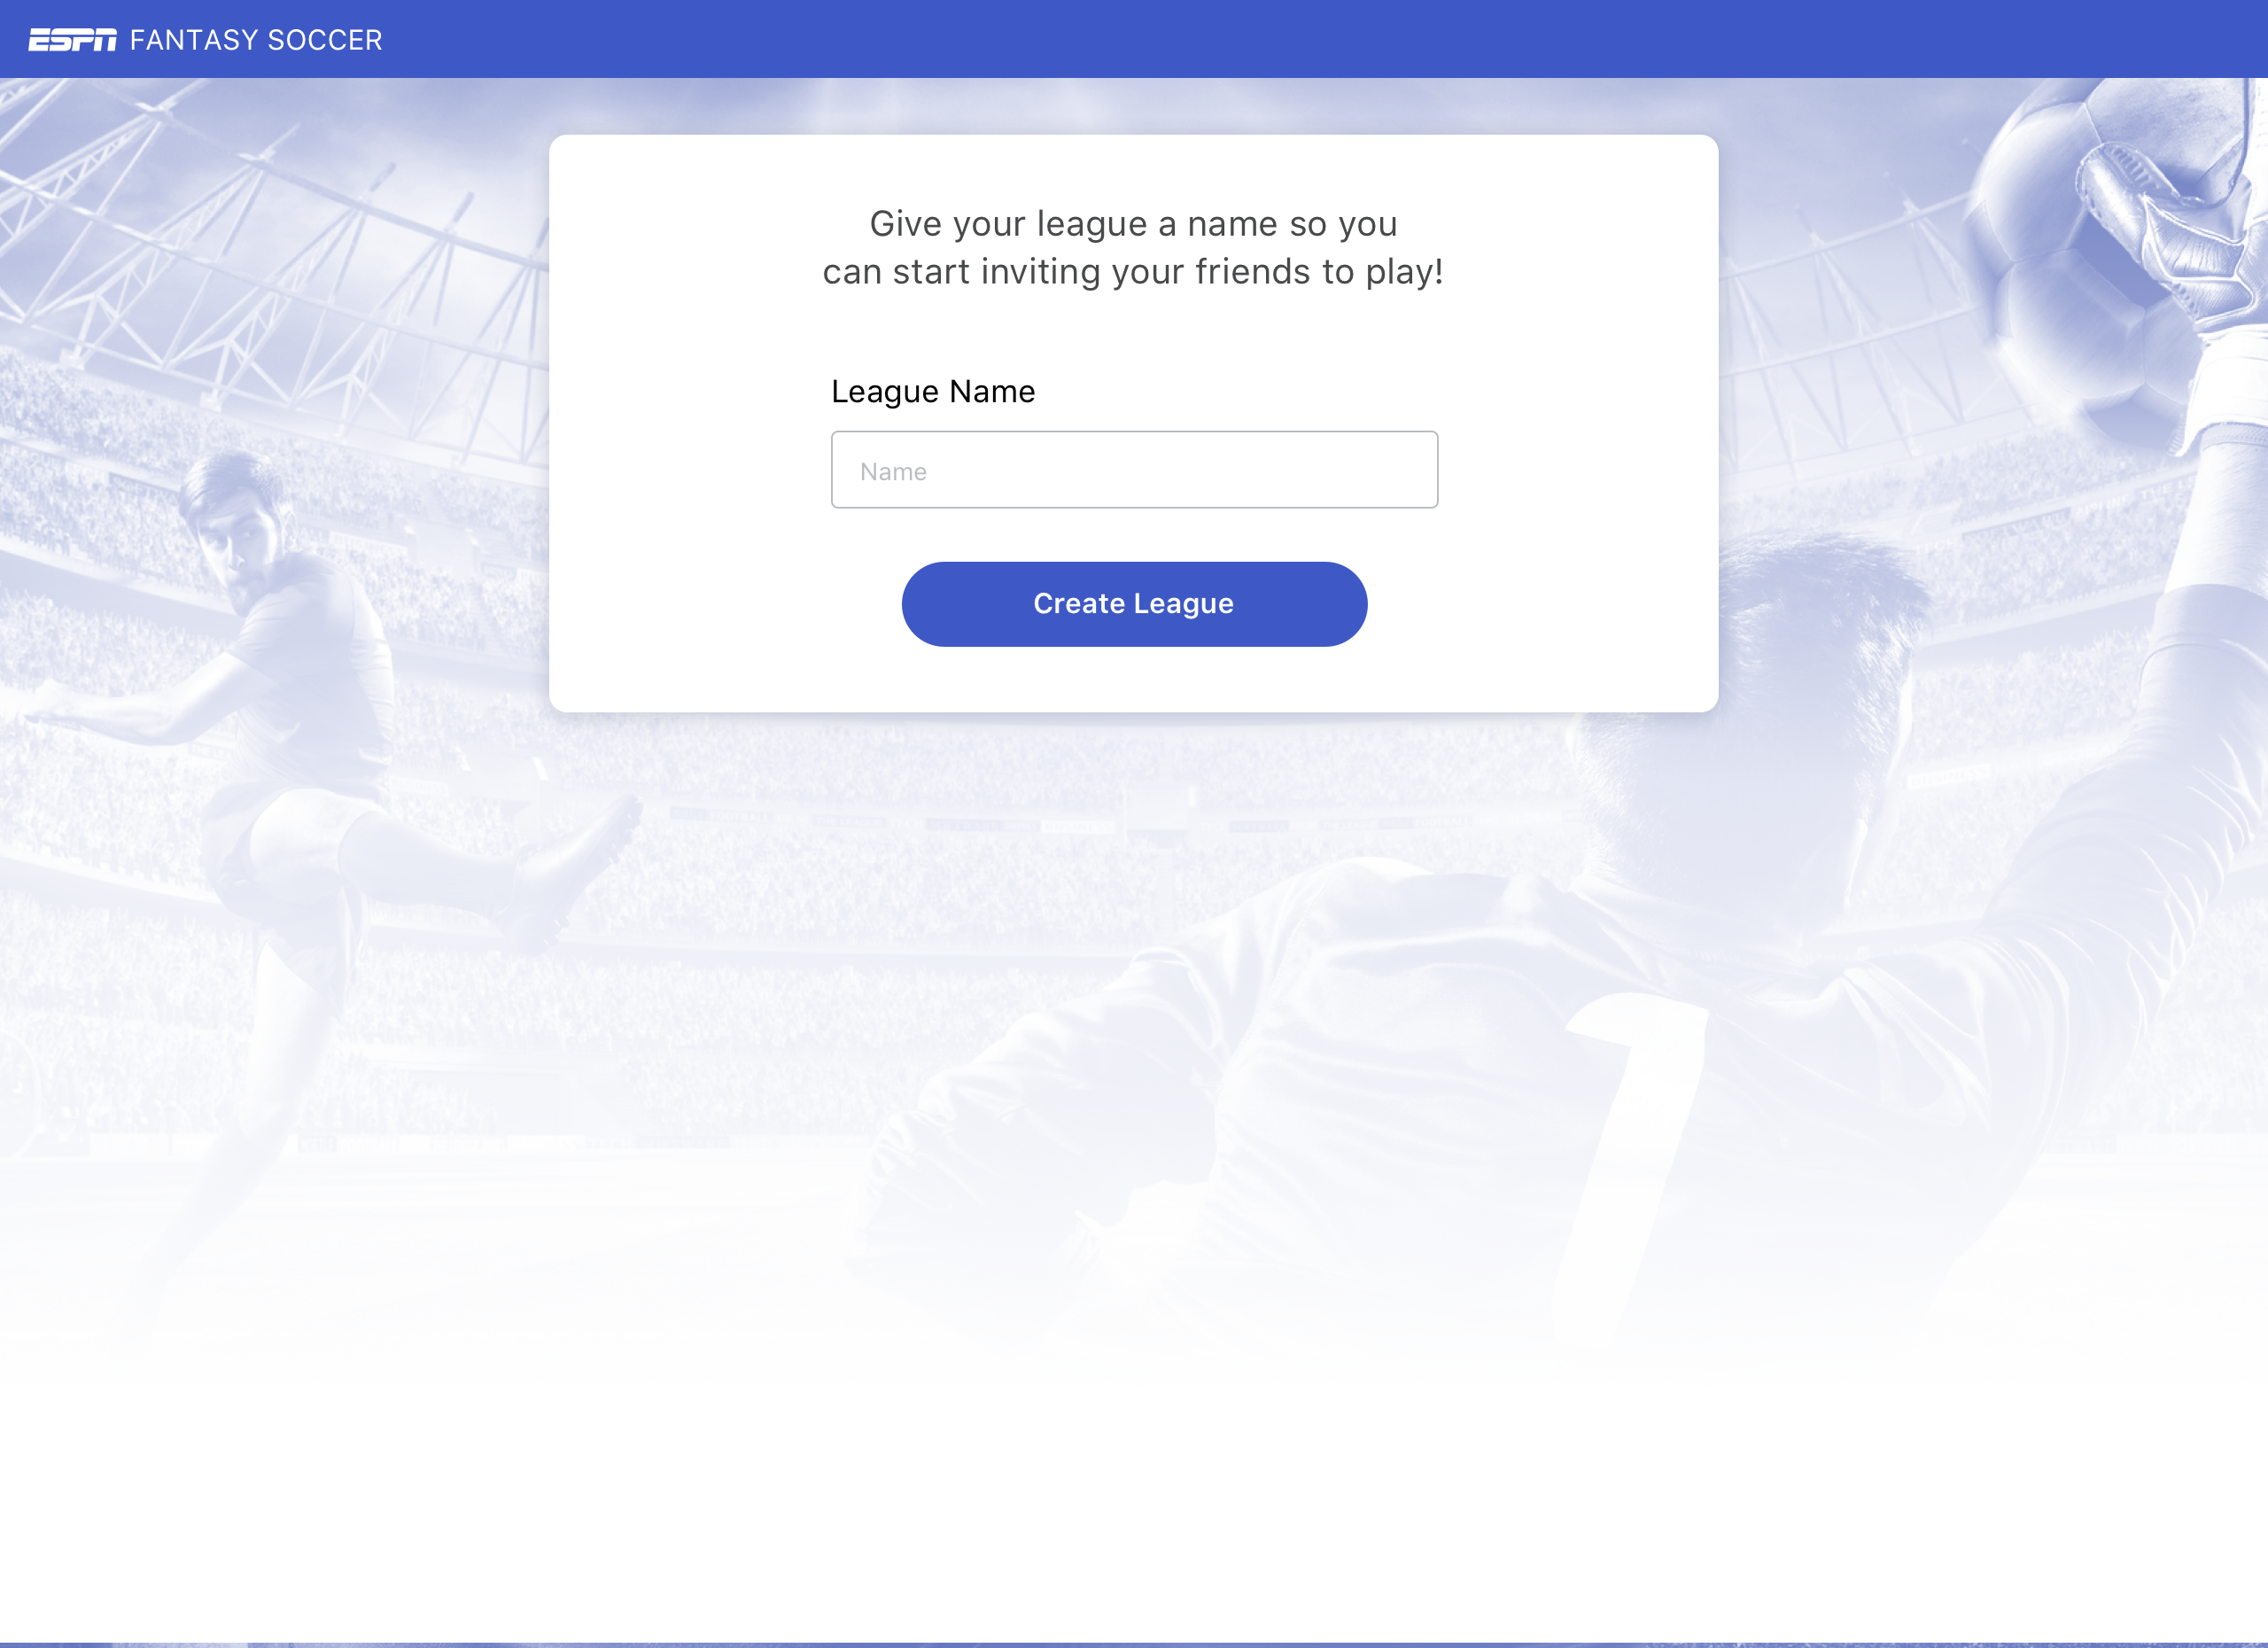 ESPN FANTASY SOCCER
Give your league a name so you
can start inviting your friends to play!
League Name
Name
Create League